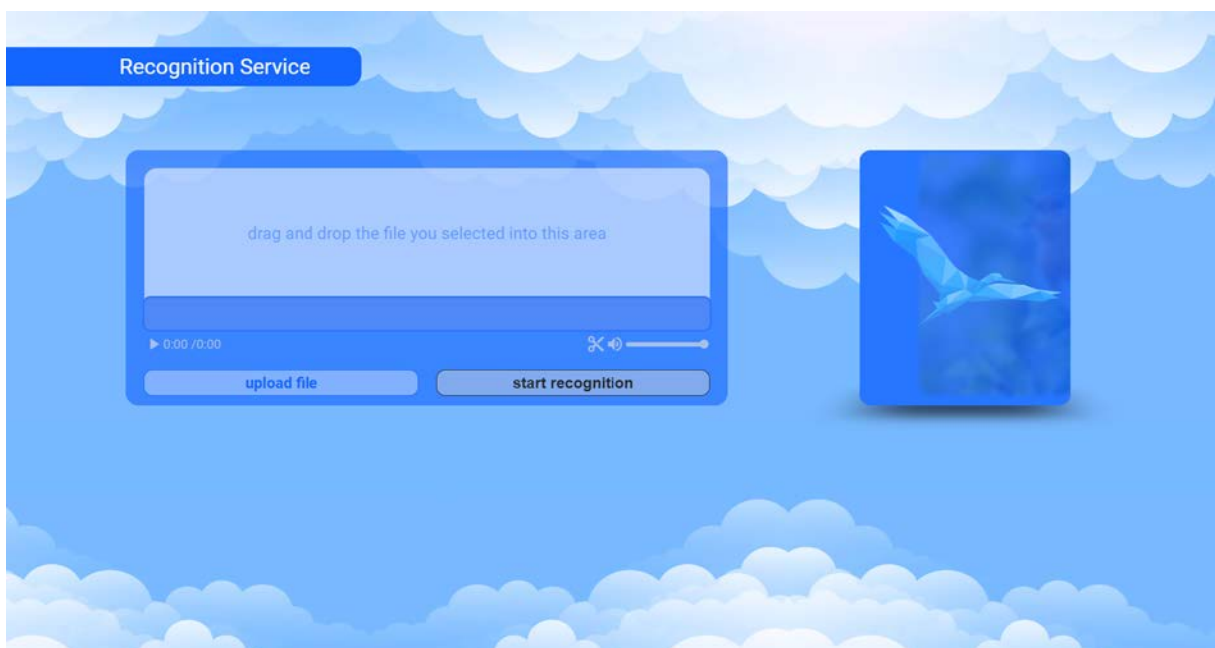 Recognition Service
drag and drop the file you selected into this area
0:00 /0:00
upload file
start recognition